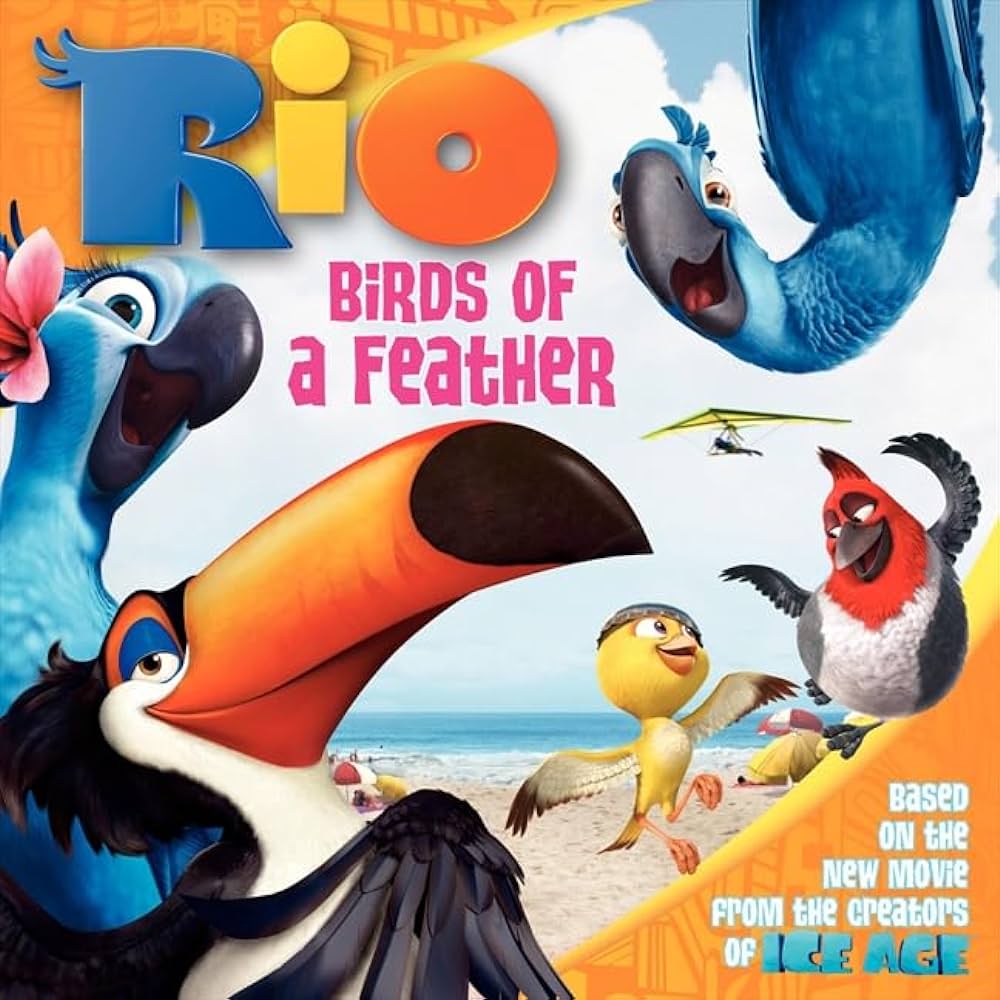 RiO
BiRDS OF
a FeatHER
BaSeD
ON tHe
NeW MOVie
FROM tHe CReatORS
OF ICE AGE